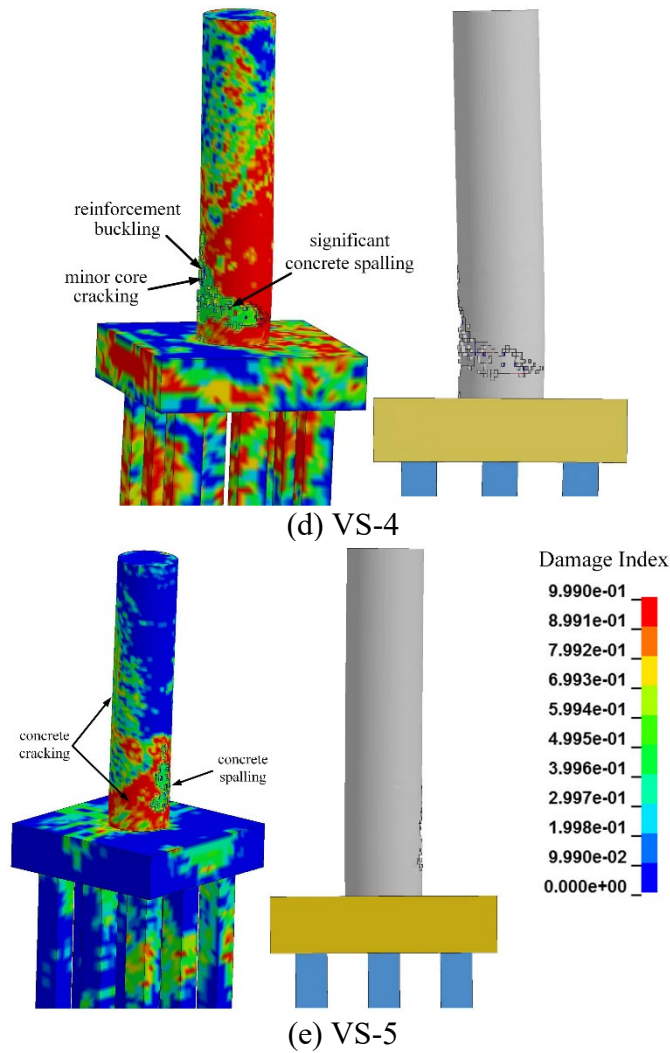 reinforcement
buckling
minor core
cracking
significant
concrete spalling
(d) VS-4
Damage Index
9.990e-01
8.991e-01
7.992e-01
6.993e-01
5.994e-01
4.995e-01
3.996e-01
2.997e-01
1.998e-01
9.990e-02
0.000e+00
concrete
cracking
concrete
spalling
(e) VS-5